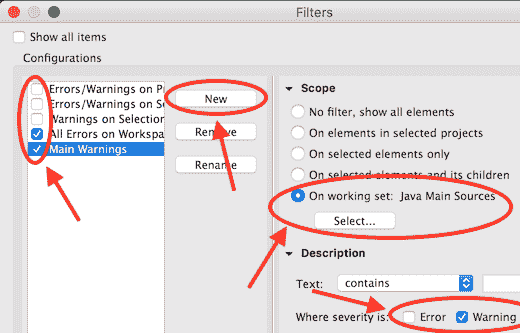 Filters
Show all items
Configurations
Errors/Warnings on
Errors/Warnings on
Warnings on Selection
All Errors on Workspa
Main Warnings
New
Remove
Rename
Scope
No filter, show all elements
On elements in selected projects
On selected elements only
On selected elements and its children
On working set: Java Main Sources
Select...
Description
Text: contains
Where severity is: Error Warning